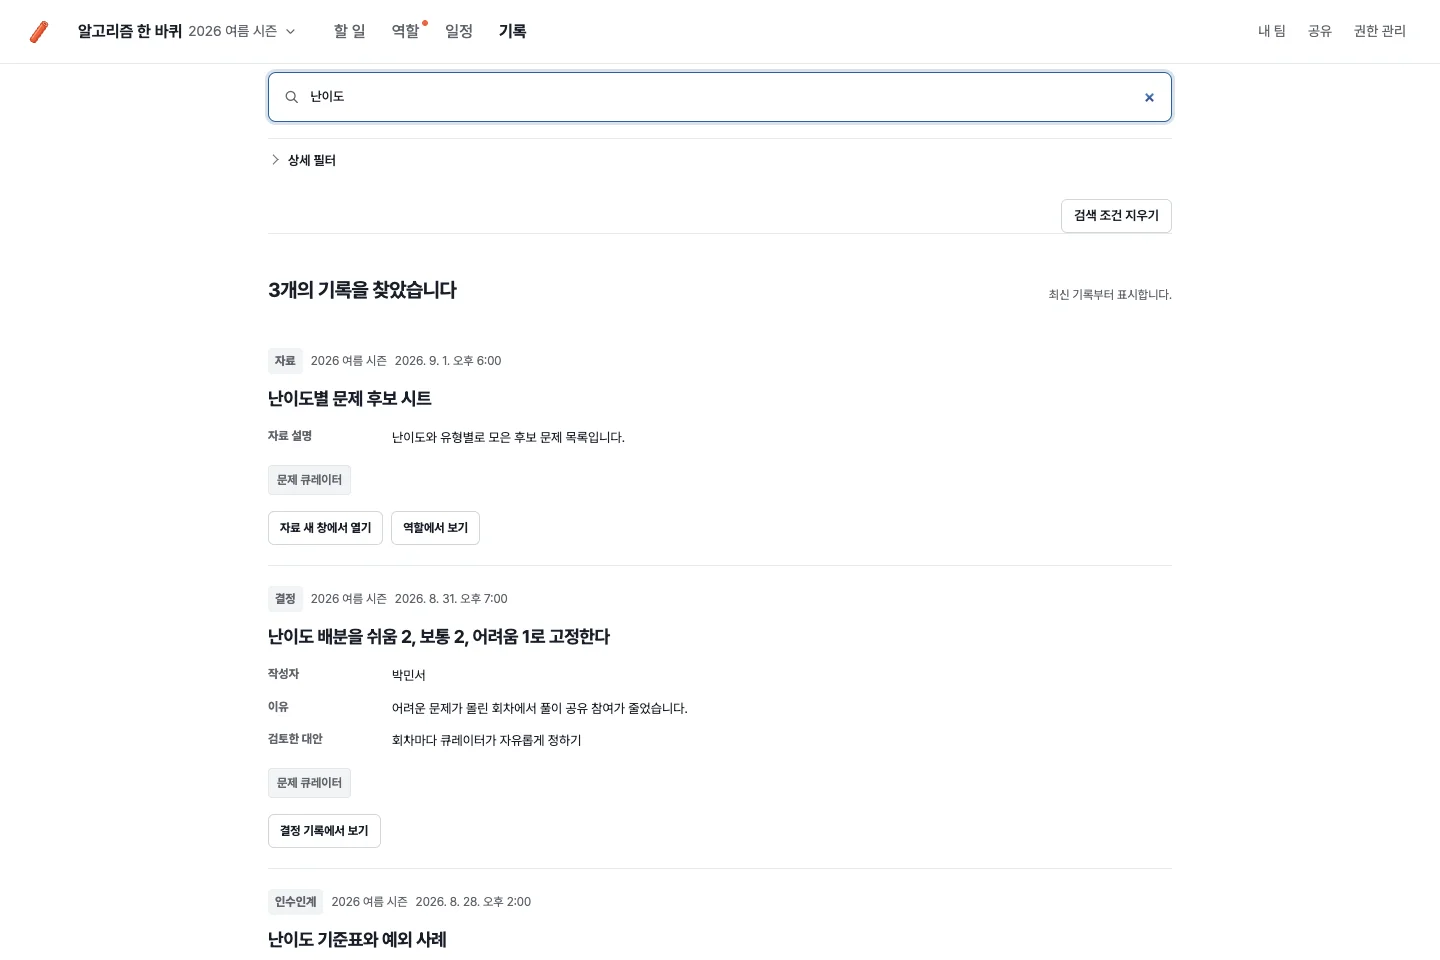 알고리즘 한 바퀴 2026 여름 시즌 할 일 역할 일정 기록 내 팀 공유 권한 관리
난이도
상세 필터
검색 조건 지우기
3개의 기록을 찾았습니다
최신 기록부터 표시합니다.
자료 2026 여름 시즌 2026. 9. 1. 오후 6:00
난이도별 문제 후보 시트
자료 설명 난이도와 유형별로 모은 후보 문제 목록입니다.
문제 큐레이터
자료 새 창에서 열기 역할에서 보기
결정 2026 여름 시즌 2026. 8. 31. 오후 7:00
난이도 배분을 쉬움 2, 보통 2, 어려움 1로 고정한다
작성자 박민서
이유 어려운 문제가 몰린 회차에서 풀이 공유 참여가 줄었습니다.
검토한 대안 회차마다 큐레이터가 자유롭게 정하기
문제 큐레이터
결정 기록에서 보기
인수인계 2026 여름 시즌 2026. 8. 28. 오후 2:00
난이도 기준표와 예외 사례